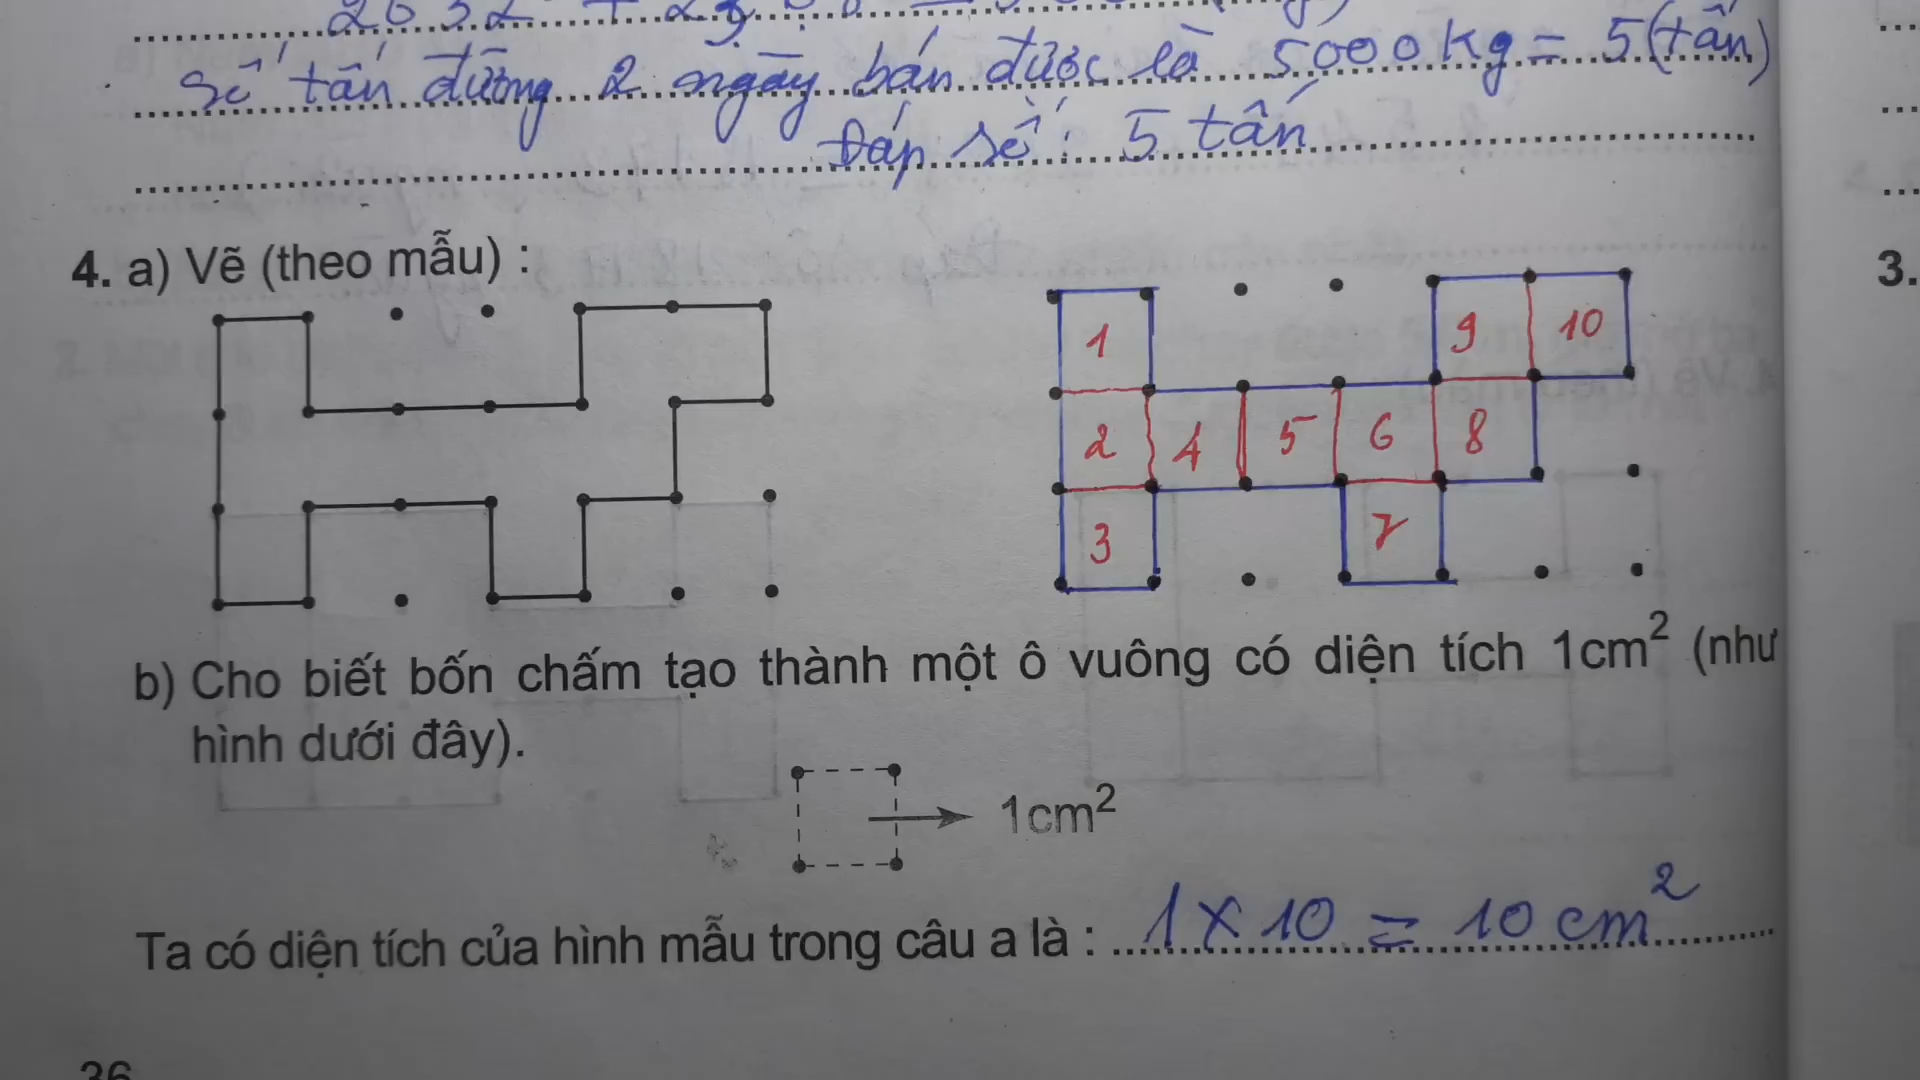 Số tấn đường 2 ngày bán được là 5000kg = 5(tấn)
Đáp số: 5 tấn
4. a) Vẽ (theo mẫu) :
1
9
10
2
4
5
6
8
3
7
b) Cho biết bốn chấm tạo thành một ô vuông có diện tích 1cm² (như
hình dưới đây).
1cm²
Ta có diện tích của hình mẫu trong câu a là : 1 x 10 = 10 cm²
3.